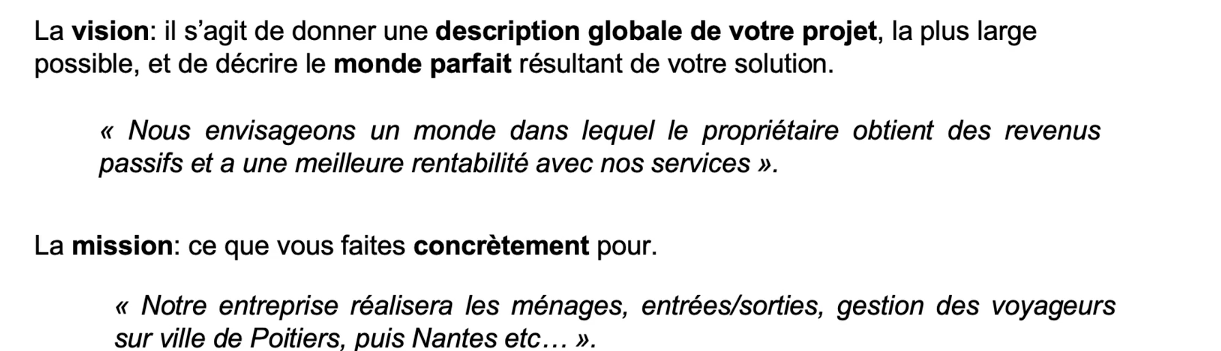 La vision: il s’agit de donner une description globale de votre projet, la plus large
possible, et de décrire le monde parfait résultant de votre solution.
« Nous envisageons un monde dans lequel le propriétaire obtient des revenus
passifs et a une meilleure rentabilité avec nos services ».
La mission: ce que vous faites concrètement pour.
« Notre entreprise réalisera les ménages, entrées/sorties, gestion des voyageurs
sur ville de Poitiers, puis Nantes etc… ».